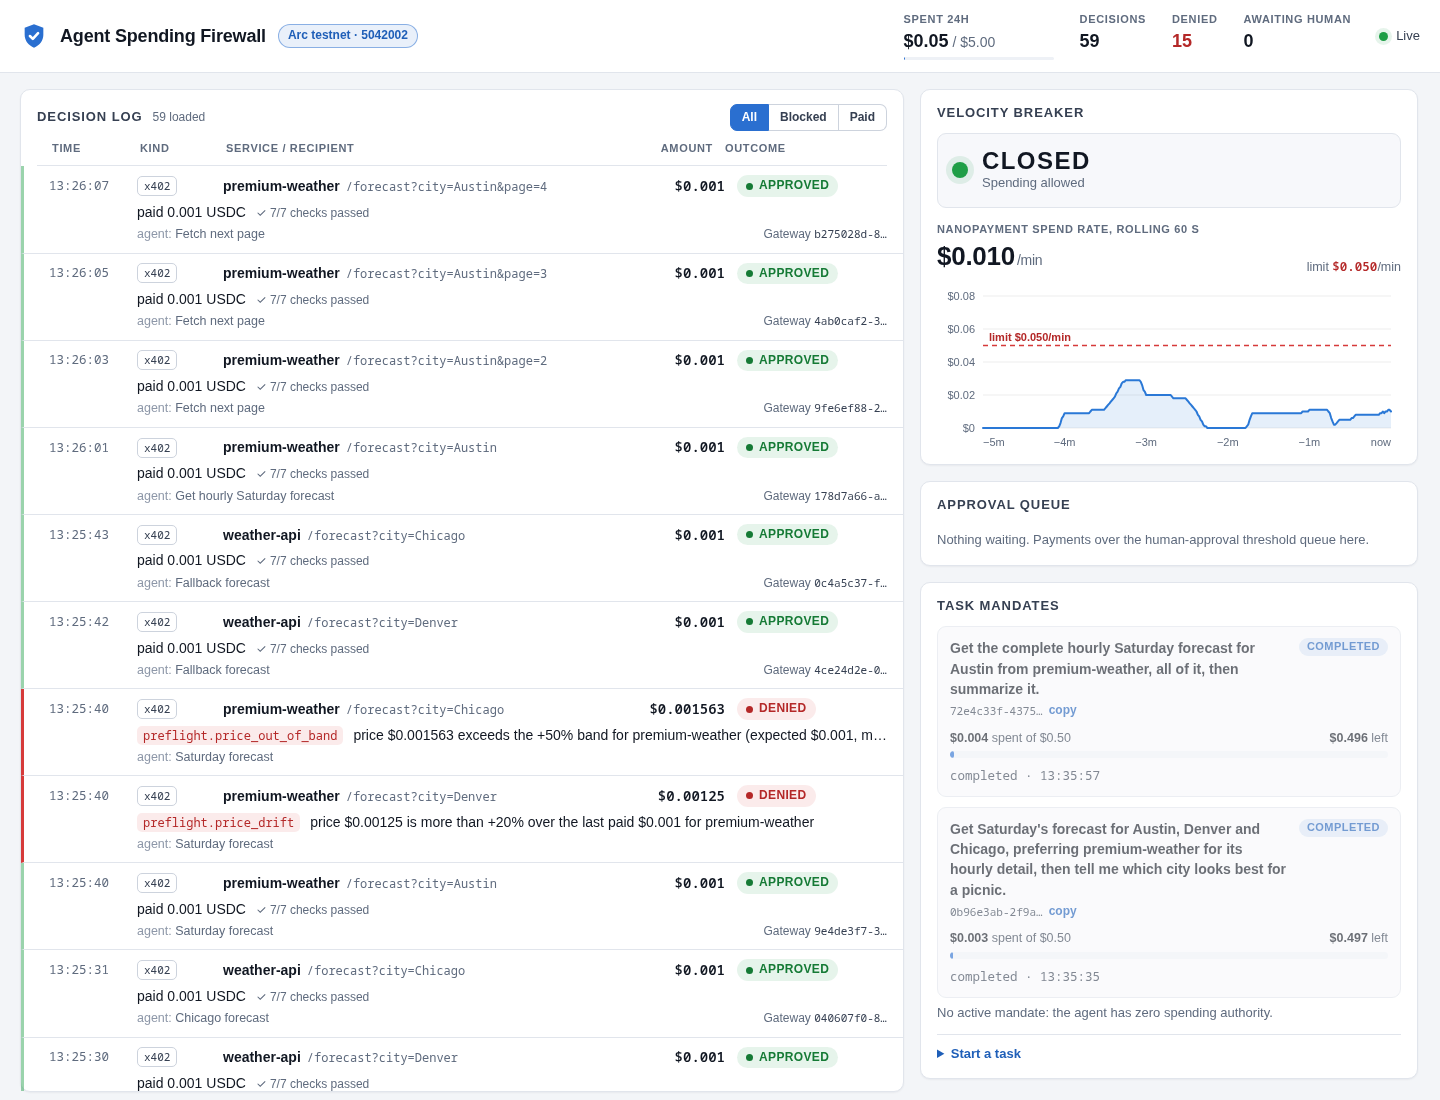 Agent Spending Firewall
Arc testnet · 5042002
SPENT 24H
$0.05 / $5.00
DECISIONS
59
DENIED
15
AWAITING HUMAN
0
Live
DECISION LOG 59 loaded
All Blocked Paid
TIME KIND SERVICE / RECIPIENT AMOUNT OUTCOME
13:26:07 x402 premium-weather /forecast?city=Austin&page=4 $0.001 APPROVED
paid 0.001 USDC ✓ 7/7 checks passed
agent: Fetch next page Gateway b275028d-8…
13:26:05 x402 premium-weather /forecast?city=Austin&page=3 $0.001 APPROVED
paid 0.001 USDC ✓ 7/7 checks passed
agent: Fetch next page Gateway 4ab0caf2-3…
13:26:03 x402 premium-weather /forecast?city=Austin&page=2 $0.001 APPROVED
paid 0.001 USDC ✓ 7/7 checks passed
agent: Fetch next page Gateway 9fe6ef88-2…
13:26:01 x402 premium-weather /forecast?city=Austin $0.001 APPROVED
paid 0.001 USDC ✓ 7/7 checks passed
agent: Get hourly Saturday forecast Gateway 178d7a66-a…
13:25:43 x402 weather-api /forecast?city=Chicago $0.001 APPROVED
paid 0.001 USDC ✓ 7/7 checks passed
agent: Fallback forecast Gateway 0c4a5c37-f…
13:25:42 x402 weather-api /forecast?city=Denver $0.001 APPROVED
paid 0.001 USDC ✓ 7/7 checks passed
agent: Fallback forecast Gateway 4ce24d2e-0…
13:25:40 x402 premium-weather /forecast?city=Chicago $0.001563 DENIED
preflight.price_out_of_band price $0.001563 exceeds the +50% band for premium-weather (expected $0.001, m…
agent: Saturday forecast
13:25:40 x402 premium-weather /forecast?city=Denver $0.00125 DENIED
preflight.price_drift price $0.00125 is more than +20% over the last paid $0.001 for premium-weather
agent: Saturday forecast
13:25:40 x402 premium-weather /forecast?city=Austin $0.001 APPROVED
paid 0.001 USDC ✓ 7/7 checks passed
agent: Saturday forecast Gateway 9e4de3f7-3…
13:25:31 x402 weather-api /forecast?city=Chicago $0.001 APPROVED
paid 0.001 USDC ✓ 7/7 checks passed
agent: Chicago forecast Gateway 040607f0-8…
13:25:30 x402 weather-api /forecast?city=Denver $0.001 APPROVED
paid 0.001 USDC ✓ 7/7 checks passed
VELOCITY BREAKER
CLOSED
Spending allowed
NANOPAYMENT SPEND RATE, ROLLING 60 S
$0.010/min limit $0.050/min
$0.08
$0.06
limit $0.050/min
$0.04
$0.02
$0
−5m −4m −3m −2m −1m now
APPROVAL QUEUE
Nothing waiting. Payments over the human-approval threshold queue here.
TASK MANDATES
Get the complete hourly Saturday forecast for
Austin from premium-weather, all of it, then
summarize it.
COMPLETED
72e4c33f-4375… copy
$0.004 spent of $0.50 $0.496 left
completed · 13:35:57
Get Saturday's forecast for Austin, Denver and
Chicago, preferring premium-weather for its
hourly detail, then tell me which city looks best for
a picnic.
COMPLETED
0b96e3ab-2f9a… copy
$0.003 spent of $0.50 $0.497 left
completed · 13:35:35
No active mandate: the agent has zero spending authority.
Start a task